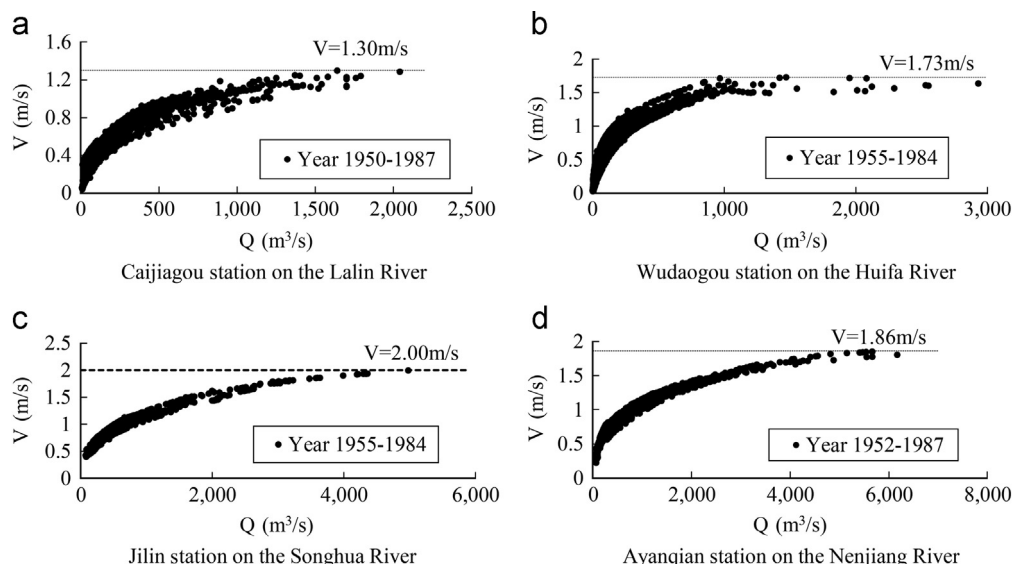 a
V=1.30m/s
1.6
1.2
0.8
0.4
0
V (m/s)
Year 1950-1987
0 500 1,000 1,500 2,000 2,500
Q (m³/s)
Caijiagou station on the Lalin River
b
V=1.73m/s
2
1.5
1
0.5
0
V (m/s)
Year 1955-1984
0 1,000 2,000 3,000
Q (m³/s)
Wudaogou station on the Huifa River
c
V=2.00m/s
2.5
2
1.5
1
0.5
0
V (m/s)
Year 1955-1984
0 2,000 4,000 6,000
Q (m³/s)
Jilin station on the Songhua River
d
V=1.86m/s
2
1.5
1
0.5
0
V (m/s)
Year 1952-1987
0 2,000 4,000 6,000 8,000
Q (m³/s)
Ayanqian station on the Nenjiang River